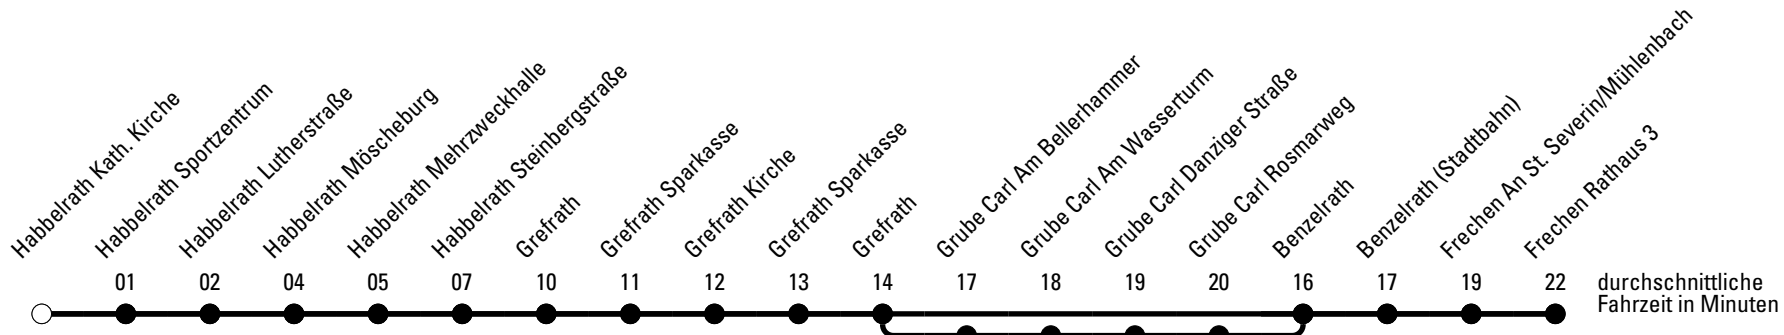 Habbelrath Kath. Kirche
Habbelrath Sportzentrum
Habbelrath Lutherstraße
Habbelrath Möscheburg
Habbelrath Mehrzweckhalle
Habbelrath Steinbergstraße
Grefrath
Grefrath Sparkasse
Grefrath Kirche
Grefrath Sparkasse
Grefrath
Grube Carl Am Bellerhammer
Grube Carl Am Wasserturm
Grube Carl Danziger Straße
Grube Carl Rosmarweg
Benzelrath
Benzelrath (Stadtbahn)
Frechen An St. Severin/Mühlenbach
Frechen Rathaus 3
01 02 04 05 07 10 11 12 13 14 17 18 19 20 16 17 19 22 durchschnittliche
Fahrzeit in Minuten